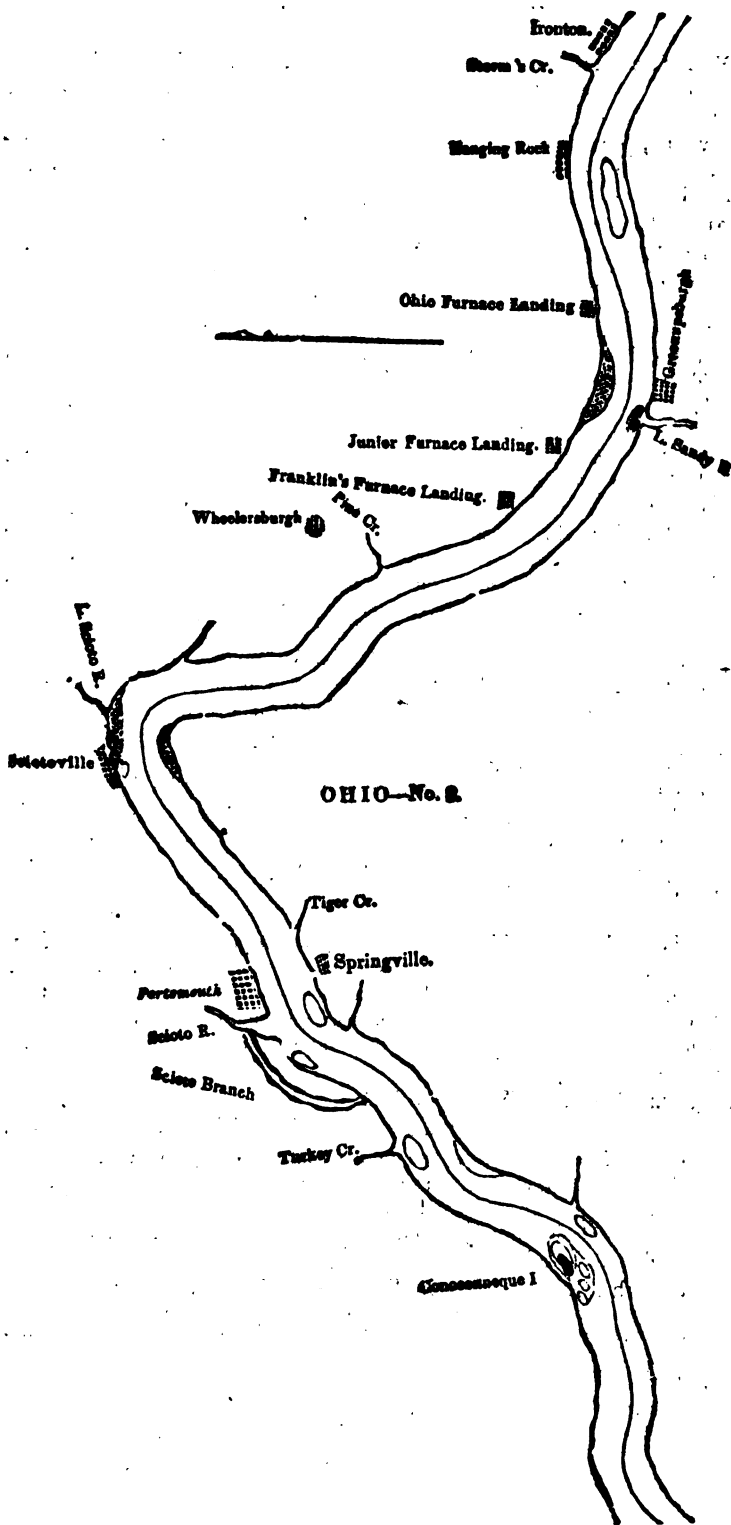 Ironton.
Storm's Cr.
Hanging Rock
Ohio Furnace Landing
Greenupsburgh
L. Sandy R
Junior Furnace Landing.
Franklin's Furnace Landing.
Pine Cr.
Wheelersburgh
L. Scioto R.
Sciotoville
OHIO—No. 2.
Tiger Cr.
Springville.
Portsmouth
Scioto R.
Scioto Branch
Turkey Cr.